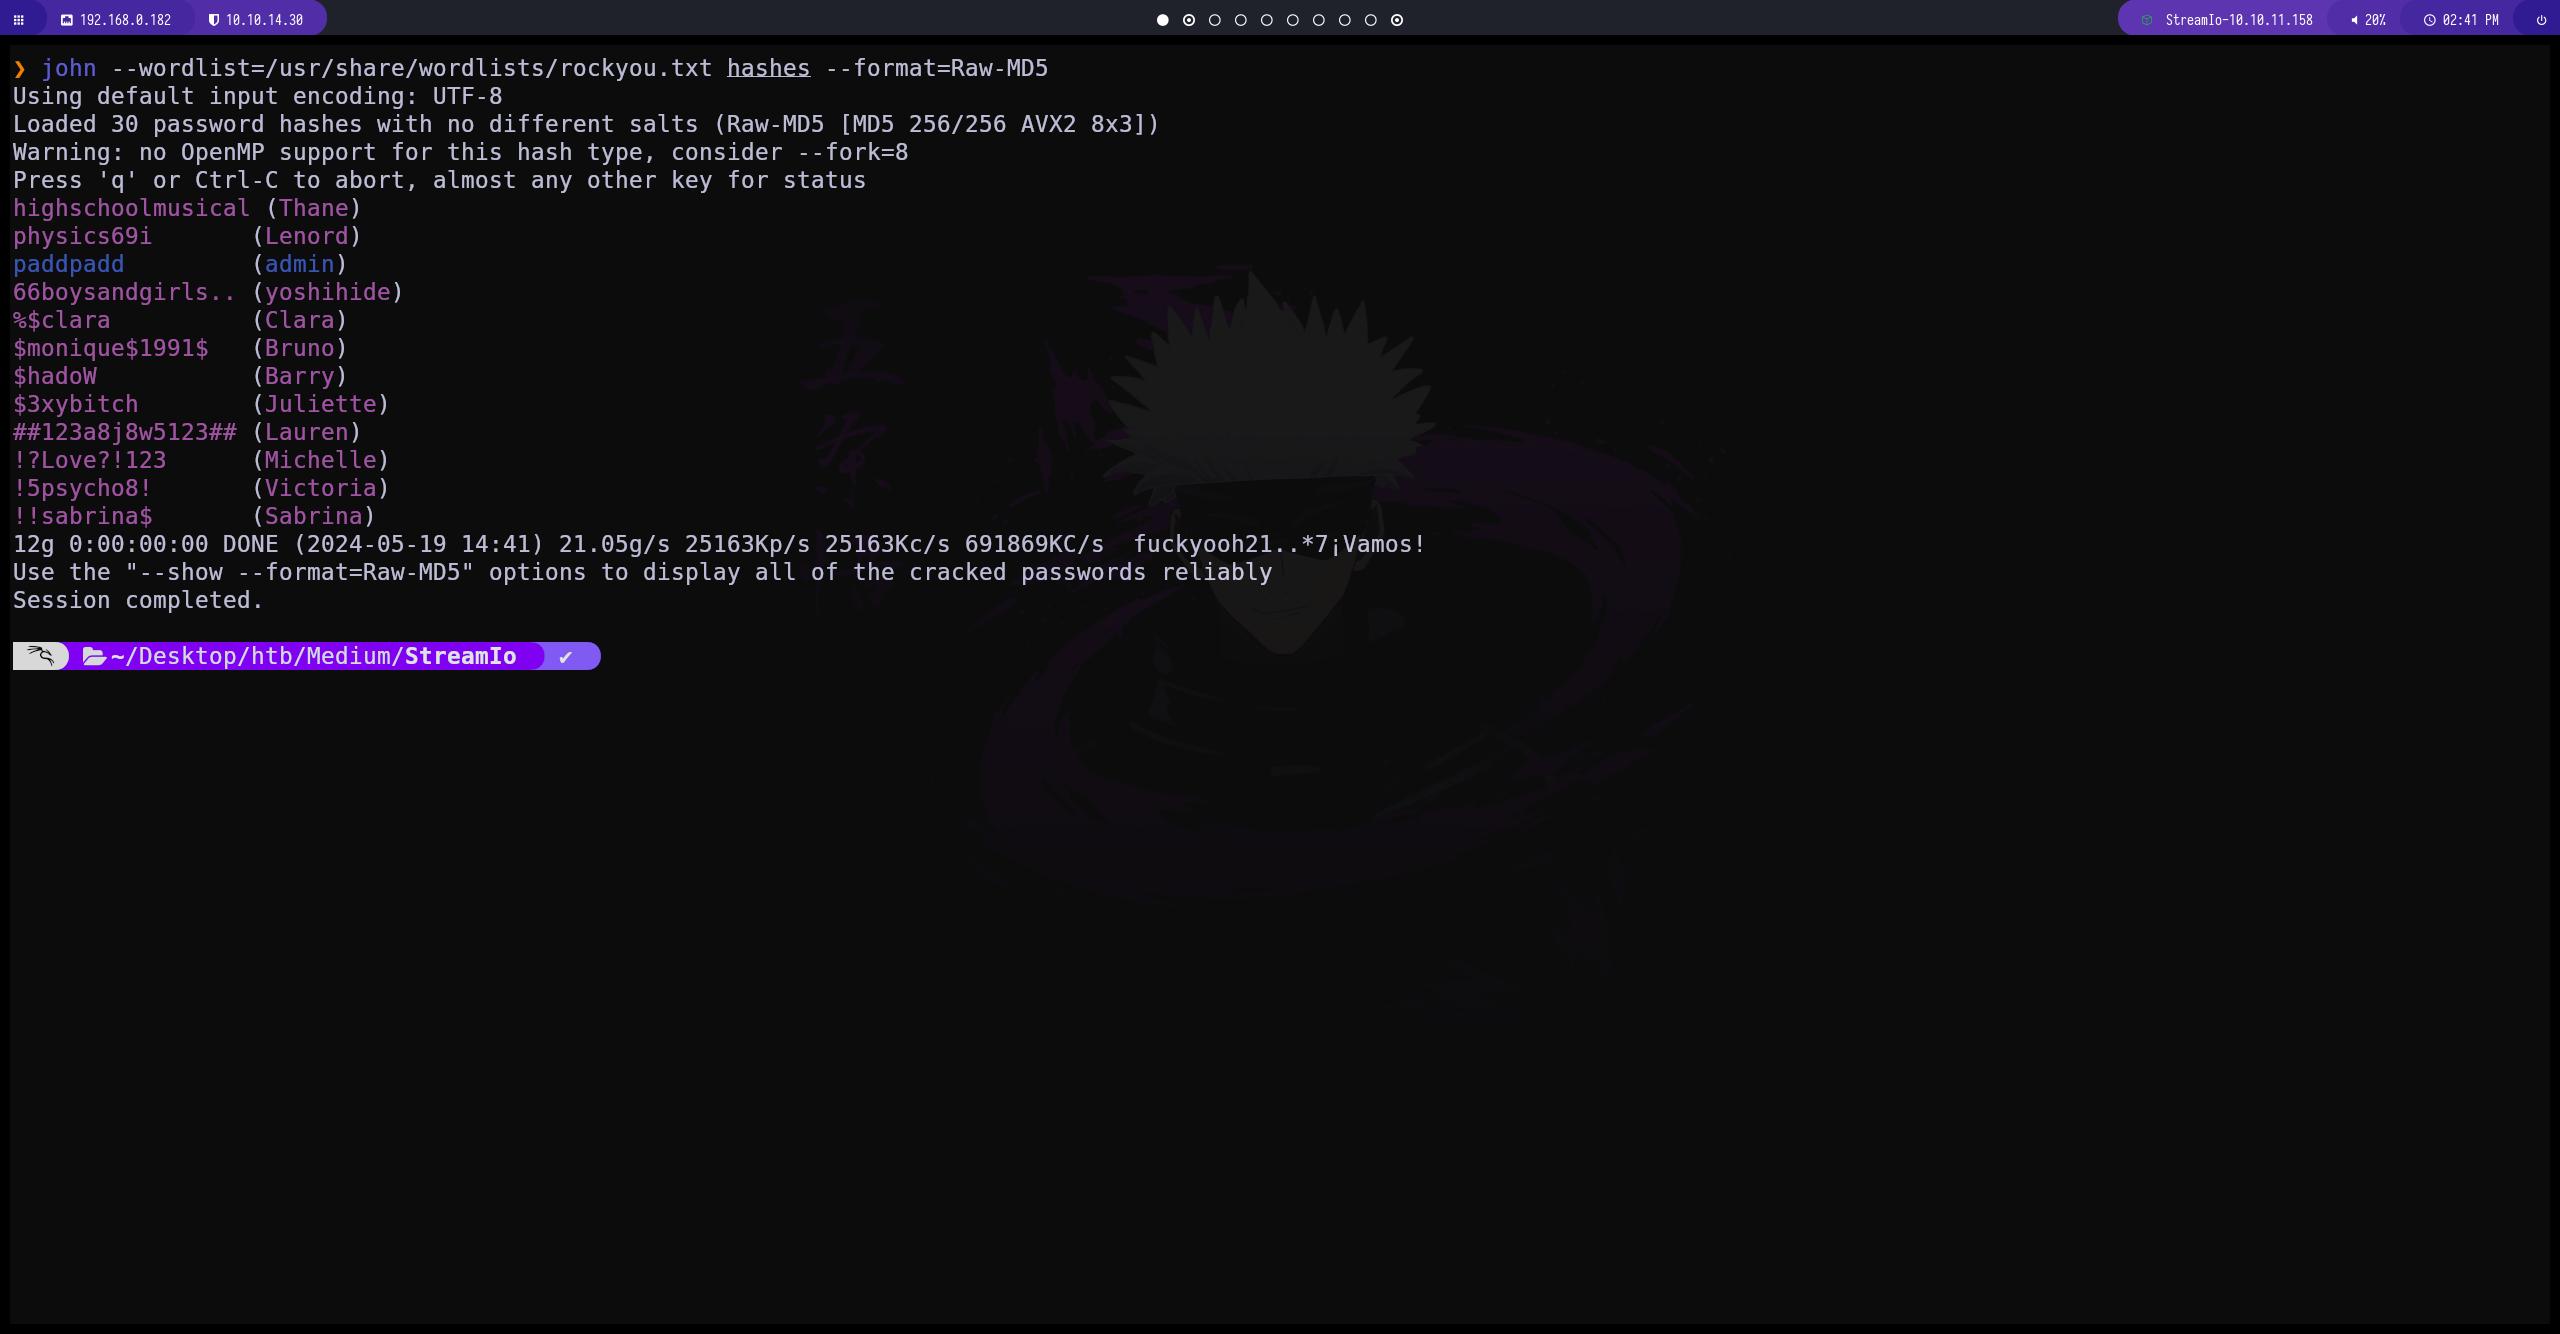 192.168.0.182 10.10.14.30 StreamIo-10.10.11.158 20% 02:41 PM
❯ john --wordlist=/usr/share/wordlists/rockyou.txt hashes --format=Raw-MD5
Using default input encoding: UTF-8
Loaded 30 password hashes with no different salts (Raw-MD5 [MD5 256/256 AVX2 8x3])
Warning: no OpenMP support for this hash type, consider --fork=8
Press 'q' or Ctrl-C to abort, almost any other key for status
highschoolmusical (Thane)
physics69i       (Lenord)
paddpadd         (admin)
66boysandgirls.. (yoshihide)
%$clara          (Clara)
$monique$1991$   (Bruno)
$hadoW           (Barry)
$3xybitch        (Juliette)
##123a8j8w5123## (Lauren)
!?Love?!123      (Michelle)
!5psycho8!       (Victoria)
!!sabrina$       (Sabrina)
12g 0:00:00:00 DONE (2024-05-19 14:41) 21.05g/s 25163Kp/s 25163Kc/s 691869KC/s  fuckyooh21..*7¡Vamos!
Use the "--show --format=Raw-MD5" options to display all of the cracked passwords reliably
Session completed.
~/Desktop/htb/Medium/StreamIo ✔
五
条